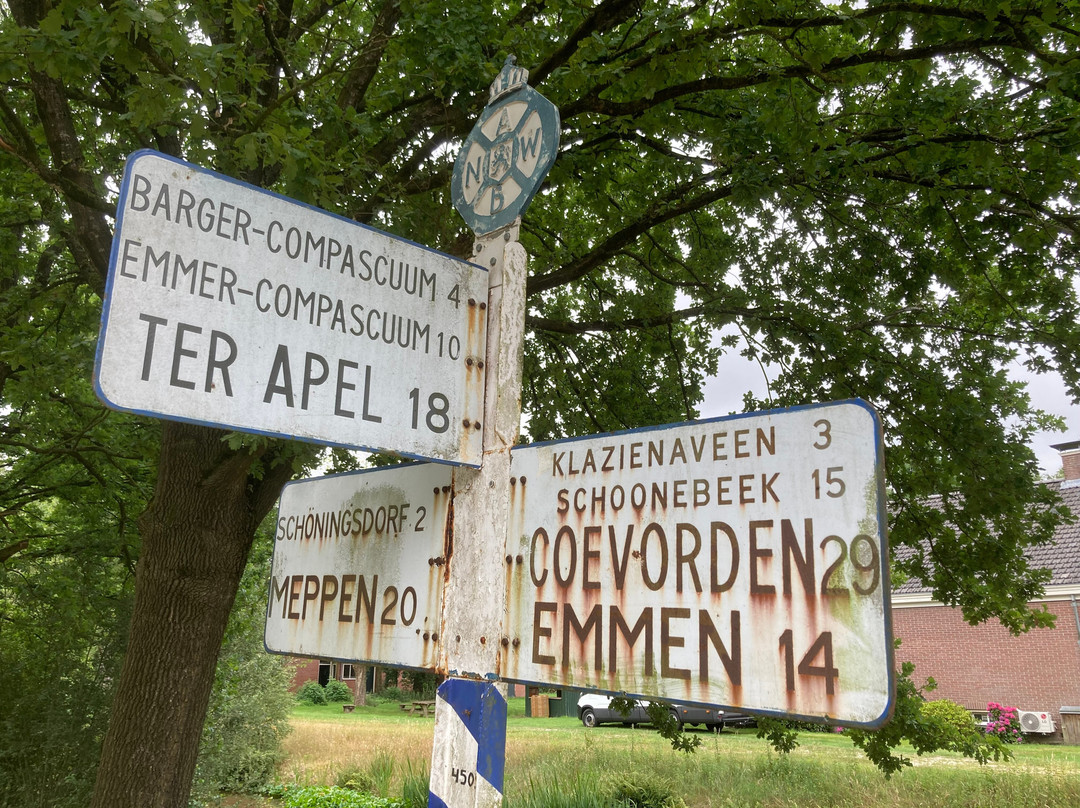 A
N W
B
BARGER-COMPASCUUM 4
EMMER-COMPASCUUM 10
TER APEL 18
SCHÖNINGSDORF 2
MEPPEN 20
KLAZIENAVEEN 3
SCHOONEBEEK 15
COEVORDEN 29
EMMEN 14
450